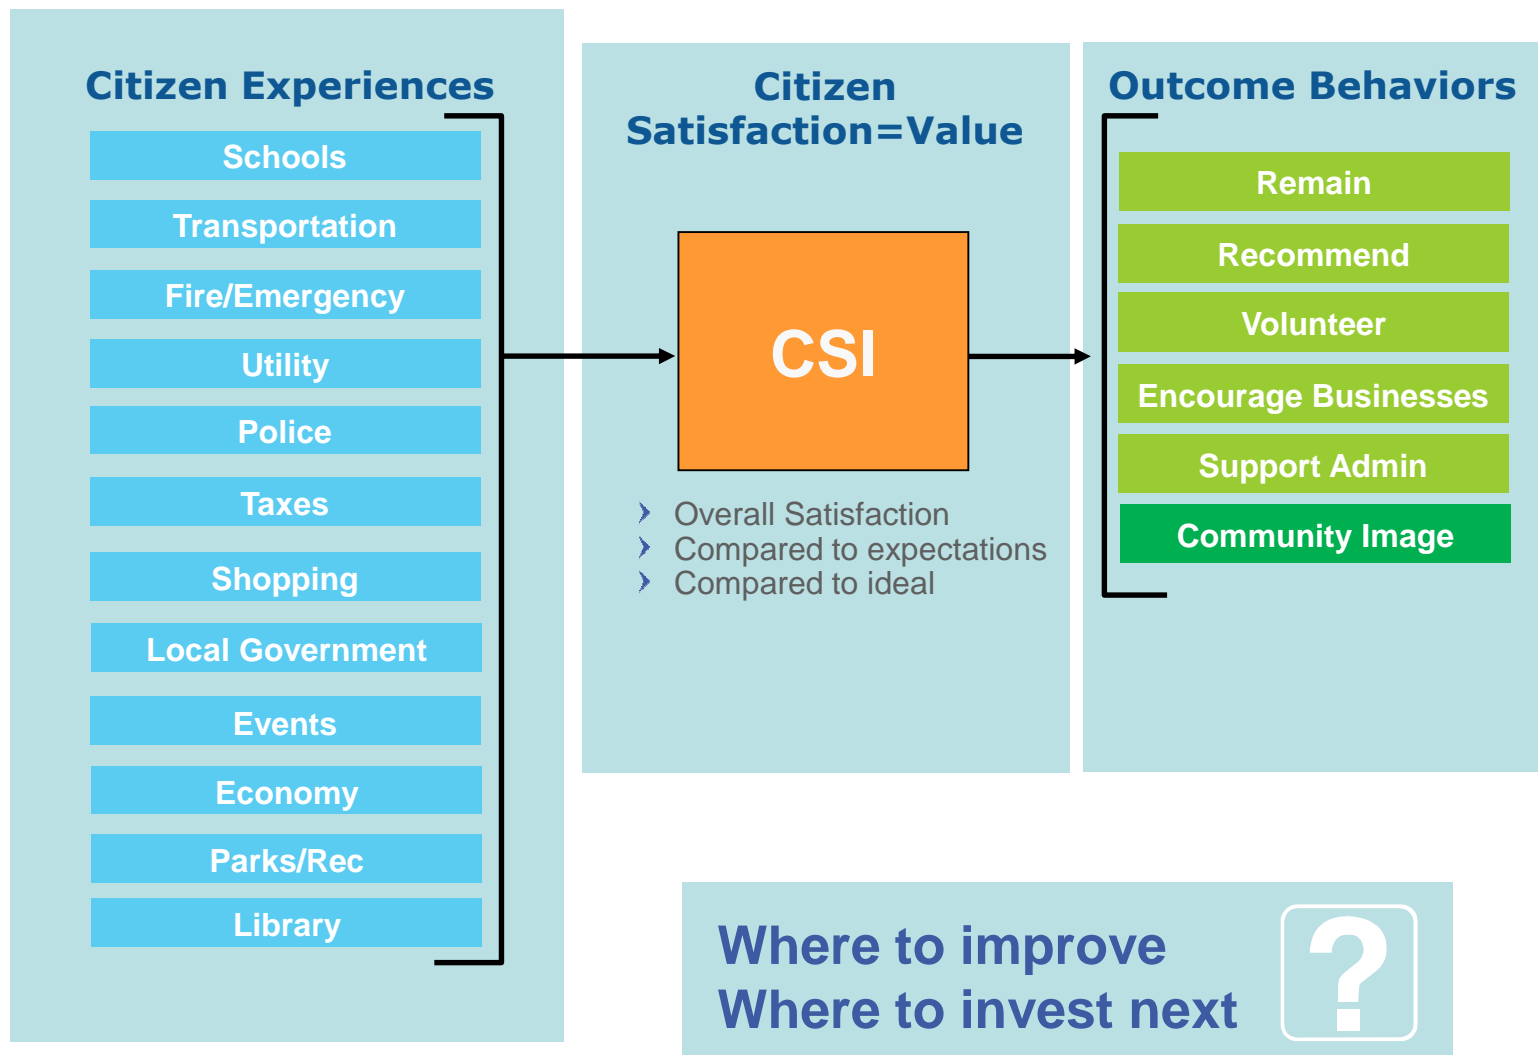 Citizen Experiences
Schools
Transportation
Fire/Emergency
Utility
Police
Taxes
Shopping
Local Government
Events
Economy
Parks/Rec
Library
Citizen
Satisfaction=Value
CSI
Overall Satisfaction
Compared to expectations
Compared to ideal
Outcome Behaviors
Remain
Recommend
Volunteer
Encourage Businesses
Support Admin
Community Image
Where to improve
Where to invest next
?